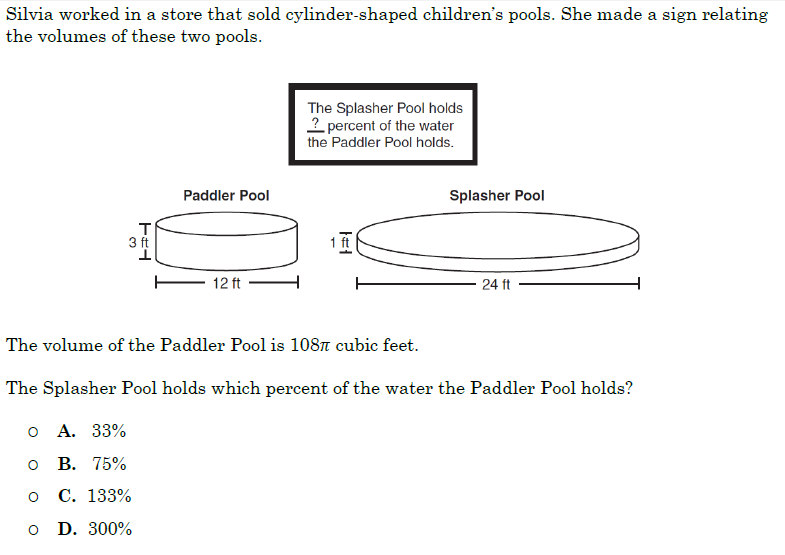 Silvia worked in a store that sold cylinder-shaped children's pools. She made a sign relating
the volumes of these two pools.
The Splasher Pool holds
? percent of the water
the Paddler Pool holds.
Paddler Pool
Splasher Pool
3 ft
1 ft
12 ft
24 ft
The volume of the Paddler Pool is 108π cubic feet.
The Splasher Pool holds which percent of the water the Paddler Pool holds?
A. 33%
B. 75%
C. 133%
D. 300%